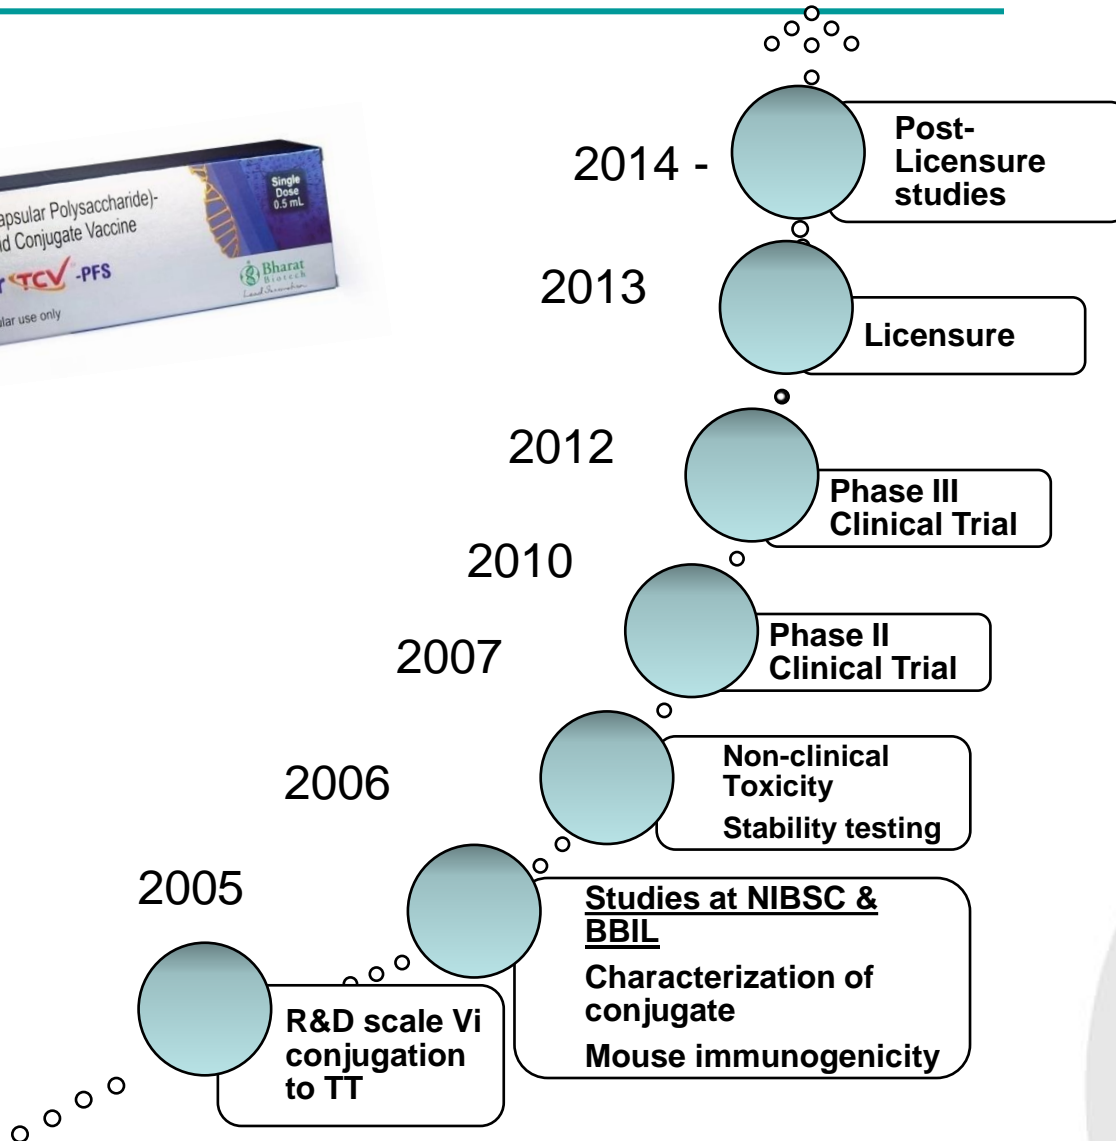 2014 -
Post-
Licensure
studies
apsular Polysaccharide)-
Conjugate Vaccine
Single
Dose
0.5 mL
TCV -PFS
Bharat
Biotech
use only
2013
Licensure
2012
Phase III
Clinical Trial
2010
Phase II
Clinical Trial
2007
Non-clinical
Toxicity
Stability testing
2006
Studies at NIBSC &
BBIL
Characterization of
conjugate
Mouse immunogenicity
2005
R&D scale Vi
conjugation
to TT